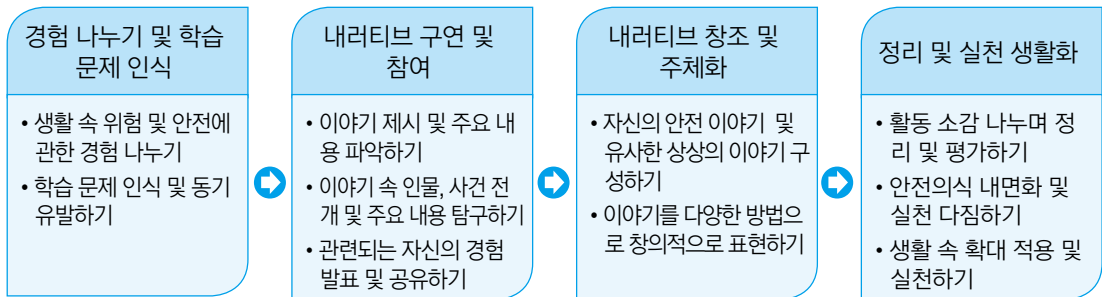 경험 나누기 및 학습
문제 인식
• 생활 속 위험 및 안전에
관한 경험 나누기
• 학습 문제 인식 및 동기
유발하기
내러티브 구연 및
참여
• 이야기 제시 및 주요 내
용 파악하기
• 이야기 속 인물, 사건 전
개 및 주요 내용 탐구하기
• 관련되는 자신의 경험
발표 및 공유하기
내러티브 창조 및
주체화
• 자신의 안전 이야기 및
유사한 상상의 이야기 구
성하기
• 이야기를 다양한 방법으
로 창의적으로 표현하기
정리 및 실천 생활화
• 활동 소감 나누며 정
리 및 평가하기
• 안전의식 내면화 및
실천 다짐하기
• 생활 속 확대 적용 및
실천하기